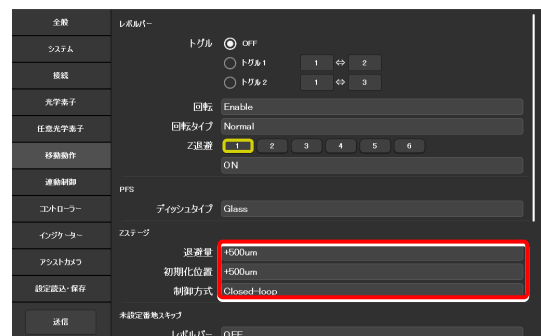 全般
システム
接続
光学素子
任意光学素子
移動動作
連動制御
コントローラー
インジケーター
アシストカメラ
設定読込・保存
送信
レボルバー
トグル OFF
トグル1 1 ⇔ 2
トグル2 1 ⇔ 3
回転 Enable
回転タイプ Normal
Z退避 1 2 3 4 5 6
ON
PFS
ディッシュタイプ Glass
Zステージ
退避量 +500um
初期化位置 +500um
制御方式 Closed-loop
未設定番地スキップ
レボルバー OFF